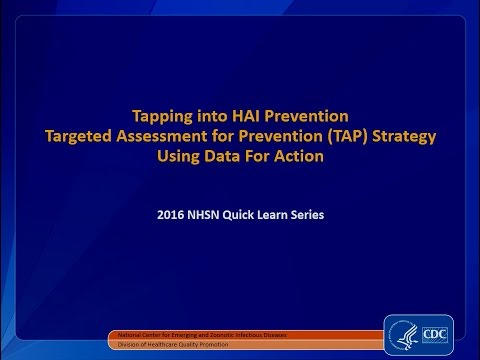 Tapping into HAI Prevention
Targeted Assessment for Prevention (TAP) Strategy
Using Data For Action
2016 NHSN Quick Learn Series
National Center for Emerging and Zoonotic Infectious Diseases
Division of Healthcare Quality Promotion
CDC